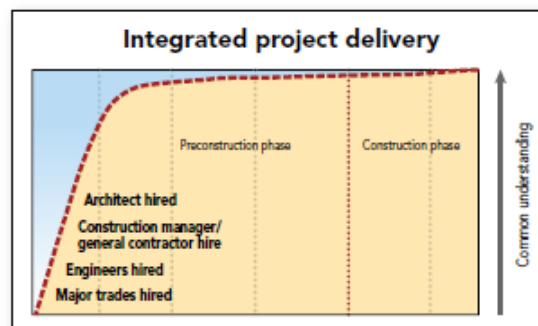 Integrated project delivery
Preconstruction phase
Construction phase
Architect hired
Construction manager/
general contractor hire
Engineers hired
Major trades hired
Common understanding